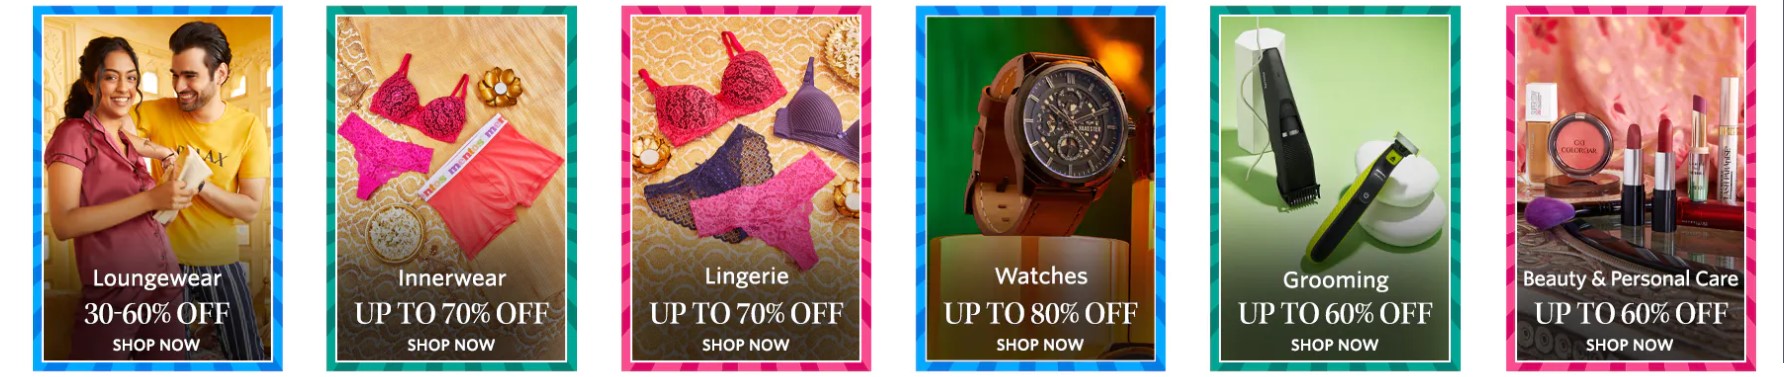 Loungewear
30-60% OFF
SHOP NOW
Innerwear
UP TO 70% OFF
SHOP NOW
Lingerie
UP TO 70% OFF
SHOP NOW
Watches
UP TO 80% OFF
SHOP NOW
Grooming
UP TO 60% OFF
SHOP NOW
COLORBAR
Beauty & Personal Care
UP TO 60% OFF
SHOP NOW